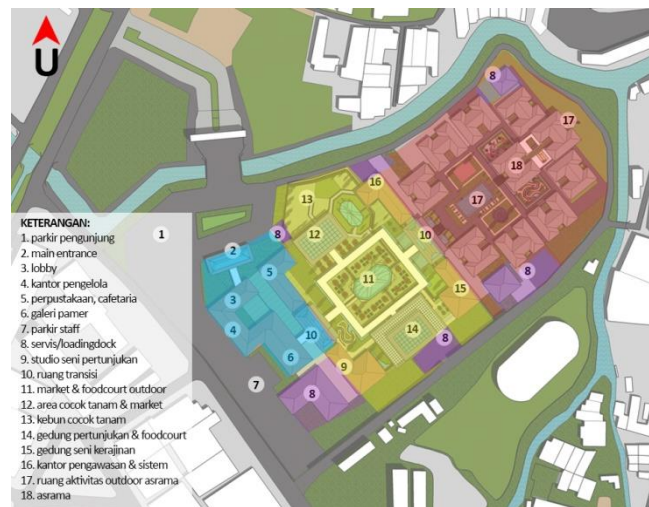 U
8
17
18
16
13
17
8
12
10
1
2
5
11
8
3
15
4
10
14
6
8
7
9
8
KETERANGAN:
1. parkir pengunjung
2. main entrance
3. lobby
4. kantor pengelola
5. perpustakaan, cafetaria
6. galeri pamer
7. parkir staff
8. servis/loadingdock
9. studio seni pertunjukan
10. ruang transisi
11. market & foodcourt outdoor
12. area cocok tanam & market
13. kebun cocok tanam
14. gedung pertunjukan & foodcourt
15. gedung seni kerajinan
16. kantor pengawasan & sistem
17. ruang aktivitas outdoor asrama
18. asrama